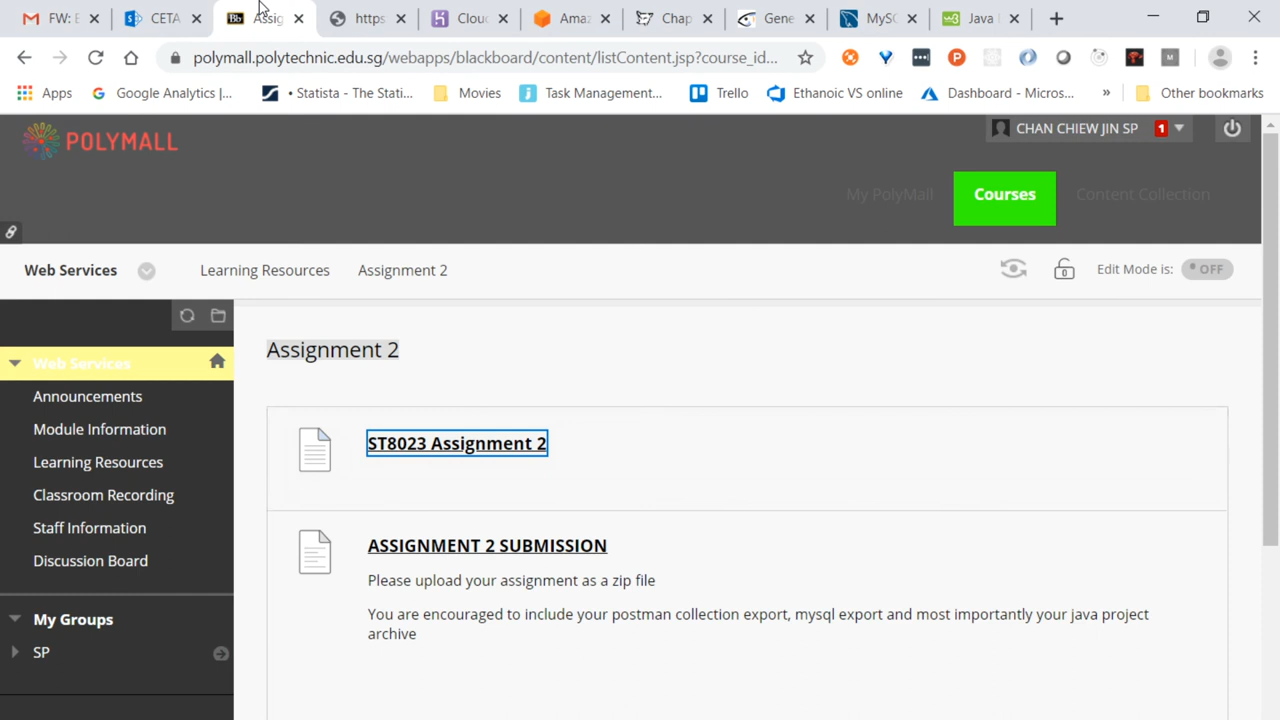 FW: E
CETA
Bb
Assig
https
Clou
Ama
Chap
Gene
MyS
Java
polymall.polytechnic.edu.sg/webapps/blackboard/content/listContent.jsp?course_id...
Apps
Google Analytics |...
• Statista - The Stati...
Movies
Task Management...
Trello
Ethanoic VS online
Dashboard - Micros...
»
Other bookmarks
POLYMALL
CHAN CHIEW JIN SP
1
My PolyMall
Courses
Content Collection
Web Services
Learning Resources
Assignment 2
Edit Mode is:
OFF
Web Services
Announcements
Module Information
Learning Resources
Classroom Recording
Staff Information
Discussion Board
My Groups
SP
Assignment 2
ST8023 Assignment 2
ASSIGNMENT 2 SUBMISSION
Please upload your assignment as a zip file
You are encouraged to include your postman collection export, mysql export and most importantly your java project
archive